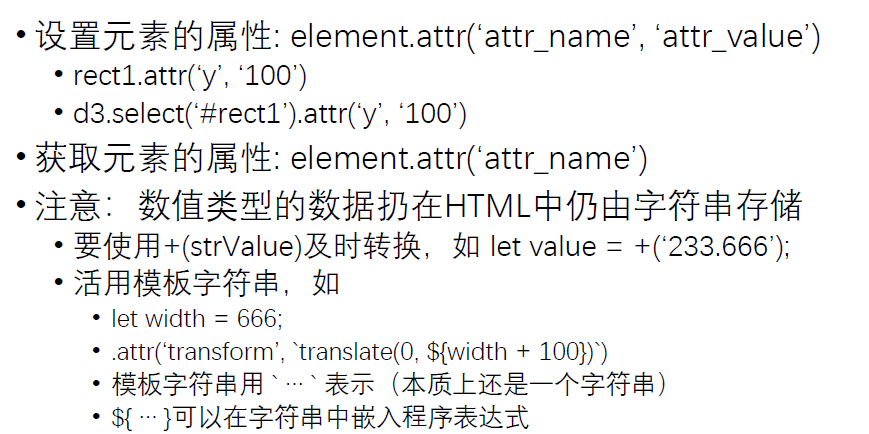 • 设置元素的属性: element.attr(‘attr_name’, ‘attr_value’)
• rect1.attr(‘y’, ‘100’)
• d3.select(‘#rect1’).attr(‘y’, ‘100’)
• 获取元素的属性: element.attr(‘attr_name’)
• 注意：数值类型的数据扔在HTML中仍由字符串存储
• 要使用+(strValue)及时转换，如 let value = +(‘233.666’);
• 活用模板字符串，如
• let width = 666;
• .attr(‘transform’, `translate(0, ${width + 100})`)
• 模板字符串用 ` … ` 表示（本质上还是一个字符串）
• ${ … }可以在字符串中嵌入程序表达式